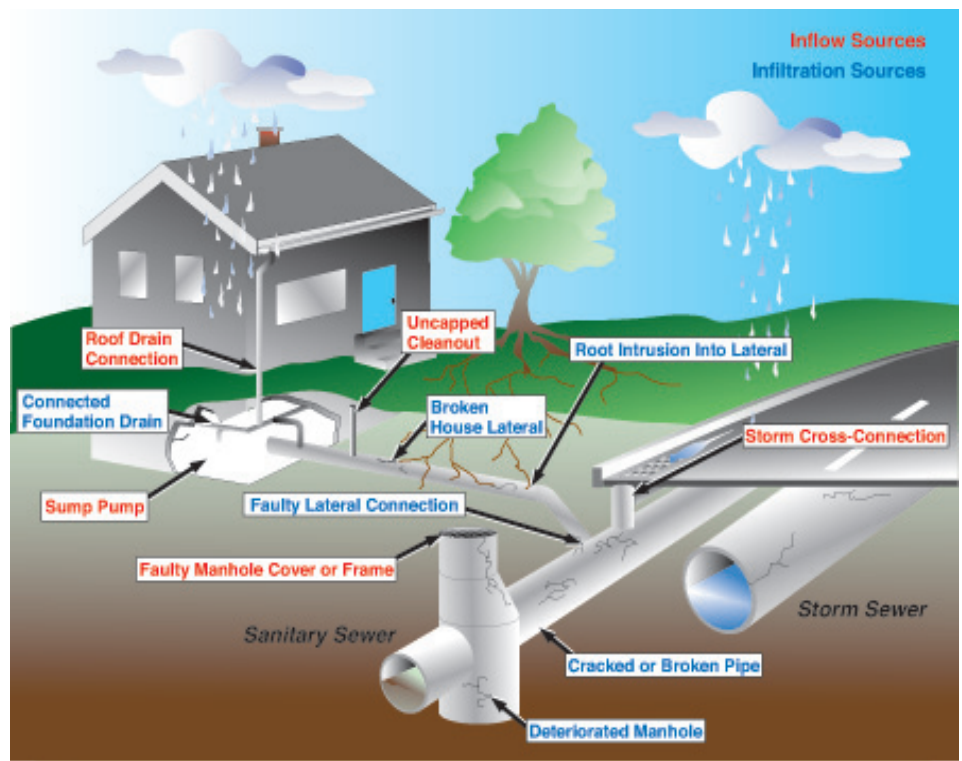 Inflow Sources
Infiltration Sources
Roof Drain
Connection
Uncapped
Cleanout
Root Intrusion Into Lateral
Connected
Foundation Drain
Broken
House Lateral
Storm Cross-Connection
Sump Pump
Faulty Lateral Connection
Faulty Manhole Cover or Frame
Storm Sewer
Sanitary Sewer
Cracked or Broken Pipe
Deteriorated Manhole